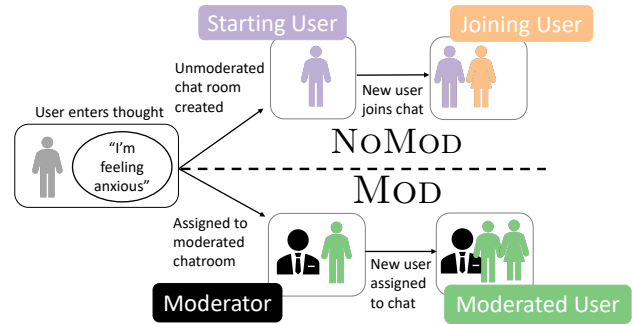 Starting User
Joining User
Unmoderated
chat room
created
New user
joins chat
User enters thought
"I'm
feeling
anxious"
NOMOD
MOD
Assigned to
moderated
chatroom
New user
assigned
to chat
Moderator
Moderated User